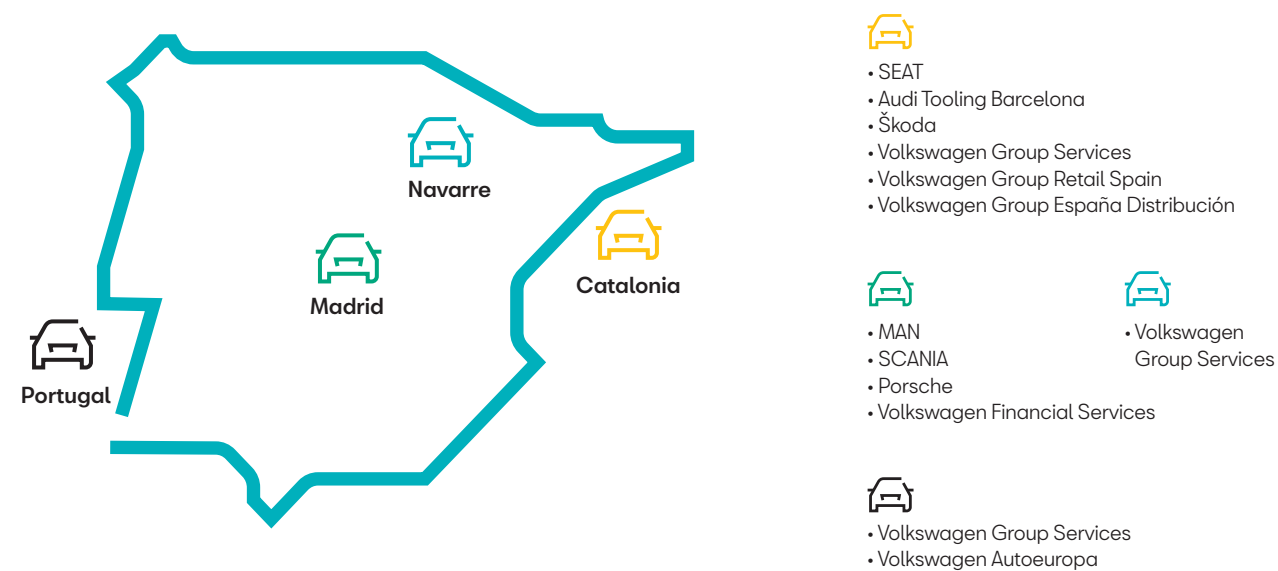 Navarre
Madrid
Catalonia
Portugal
• SEAT
• Audi Tooling Barcelona
• Škoda
• Volkswagen Group Services
• Volkswagen Group Retail Spain
• Volkswagen Group España Distribución
• MAN
• SCANIA
• Porsche
• Volkswagen Financial Services
• Volkswagen
Group Services
• Volkswagen Group Services
• Volkswagen Autoeuropa